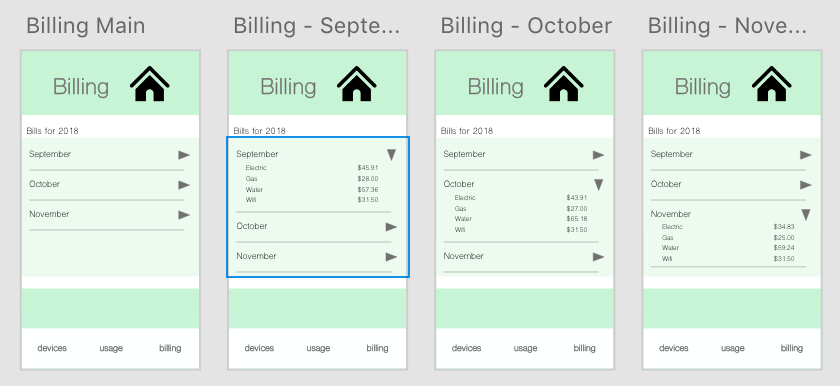 Billing Main
Billing
Bills for 2018
September
October
November
devices usage billing
Billing - Septe...
Billing
Bills for 2018
September
Electric $45.91
Gas $28.00
Water $57.36
Wifi $31.50
October
November
devices usage billing
Billing - October
Billing
Bills for 2018
September
October
Electric $43.91
Gas $27.00
Water $65.18
Wifi $31.50
November
devices usage billing
Billing - Nove...
Billing
Bills for 2018
September
October
November
Electric $34.83
Gas $25.00
Water $59.24
Wifi $31.50
devices usage billing